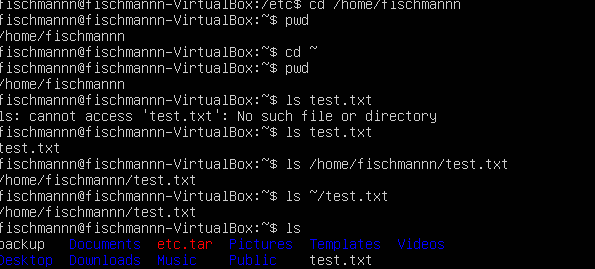 fischmannn@fischmannn-VirtualBox:/etc$ cd /home/fischmannn
fischmannn@fischmannn-VirtualBox:~$ pwd
/home/fischmannn
fischmannn@fischmannn-VirtualBox:~$ cd ~
fischmannn@fischmannn-VirtualBox:~$ pwd
/home/fischmannn
fischmannn@fischmannn-VirtualBox:~$ ls test.txt
ls: cannot access 'test.txt': No such file or directory
fischmannn@fischmannn-VirtualBox:~$ ls test.txt
test.txt
fischmannn@fischmannn-VirtualBox:~$ ls /home/fischmannn/test.txt
/home/fischmannn/test.txt
fischmannn@fischmannn-VirtualBox:~$ ls ~/test.txt
/home/fischmannn/test.txt
fischmannn@fischmannn-VirtualBox:~$ ls
backup Documents etc.tar Pictures Templates Videos
Desktop Downloads Music Public test.txt